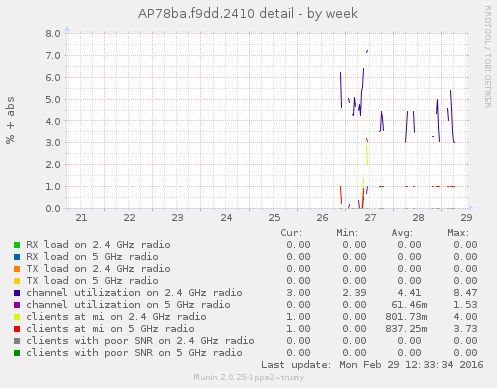 AP78ba.f9dd.2410 detail - by week
RRDTOOL / TOBI OETIKER
% + abs
8.0
7.0
6.0
5.0
4.0
3.0
2.0
1.0
0.0
21 22 23 24 25 26 27 28 29
Cur: Min: Avg: Max:
RX load on 2.4 GHz radio 0.00 0.00 0.00 0.00
RX load on 5 GHz radio 0.00 0.00 0.00 0.00
TX load on 2.4 GHz radio 0.00 0.00 0.00 0.00
TX load on 5 GHz radio 0.00 0.00 0.00 0.00
channel utilization on 2.4 GHz radio 3.00 2.39 4.41 8.47
channel utilization on 5 GHz radio 0.00 0.00 61.46m 1.53
clients at mi on 2.4 GHz radio 1.00 0.00 801.73m 4.00
clients at mi on 5 GHz radio 1.00 0.00 837.25m 3.73
clients with poor SNR on 2.4 GHz radio 0.00 0.00 0.00 0.00
clients with poor SNR on 5 GHz radio 0.00 0.00 0.00 0.00
Last update: Mon Feb 29 12:33:34 2016
Munin 2.0.25-1ppa2~trusty